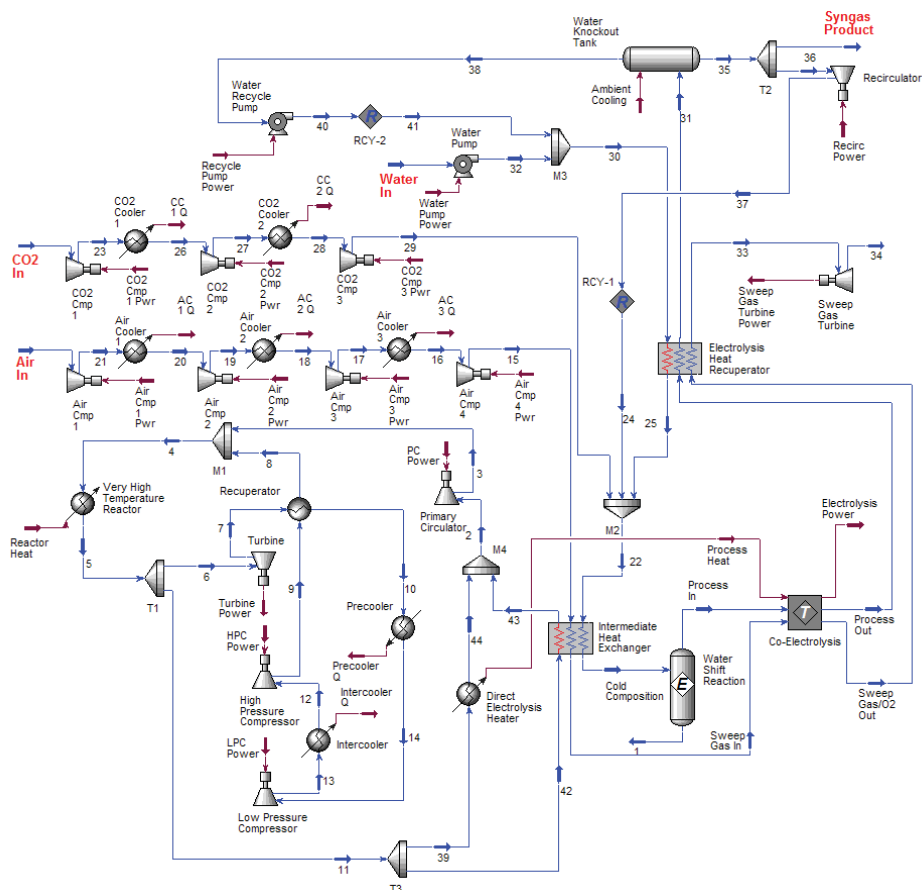 Syngas
Product
Water
Knockout
Tank
38
35
36
T2
Recirculator
Ambient
Cooling
31
Recirc
Power
Water
Recycle
Pump
40
R
41
RCY-2
Recycle
Pump
Power
Water
Pump
Water
In
32
Water
Pump
Power
M3
30
37
CO2
In
CO2
Cmp
1
23
CO2
Cooler
1
CC
1 Q
26
CO2
Cmp
1 Pwr
CO2
Cmp
2
27
CO2
Cooler
2
CC
2 Q
28
CO2
Cmp
2 Pwr
CO2
Cmp
3
29
CO2
Cmp
3 Pwr
RCY-1
R
33
34
Sweep Gas
Turbine
Power
Sweep Gas
Turbine
Air
In
Air
Cmp
1
21
Air
Cooler
1
AC
1 Q
20
Air
Cmp
1 Pwr
Air
Cmp
2
19
Air
Cooler
2
AC
2 Q
18
Air
Cmp
2 Pwr
Air
Cmp
3
17
Air
Cooler
3
AC
3 Q
16
Air
Cmp
3 Pwr
Air
Cmp
4
15
Air
Cmp
4 Pwr
Electrolysis
Heat
Recuperator
24
25
4
M1
8
3
PC
Power
Primary
Circulator
2
Very High
Temperature
Reactor
Reactor
Heat
5
Recuperator
7
Turbine
T1
6
9
Turbine
Power
10
M4
M2
22
Process
Heat
Electrolysis
Power
Process
In
T
Process
Out
Co-Electrolysis
HPC
Power
High
Pressure
Compressor
Precooler
Precooler
Q
12
Intercooler
Q
Intercooler
14
LPC
Power
13
Low Pressure
Compressor
44
43
Intermediate
Heat
Exchanger
Direct
Electrolysis
Heater
Cold
Composition
E
Water
Shift
Reaction
1
Sweep
Gas In
Sweep
Gas/O2
Out
42
11
39
T3